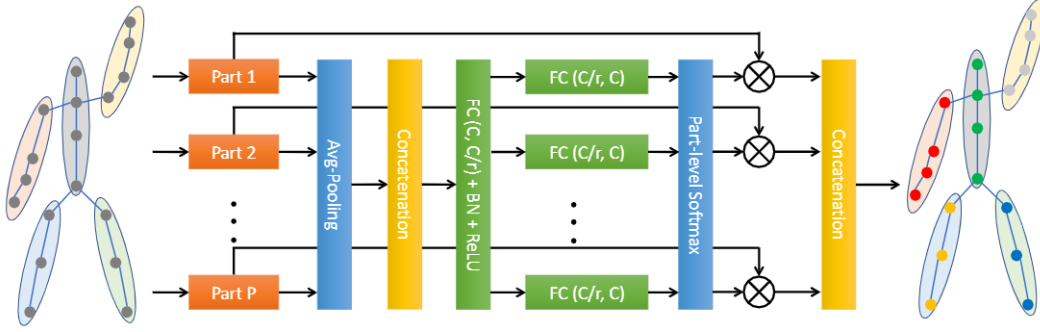 Part 1
Part 2
Part P
Avg-Pooling
Concatenation
FC (C, C/r) + BN + ReLU
FC (C/r, C)
FC (C/r, C)
FC (C/r, C)
Part-level Softmax
Concatenation